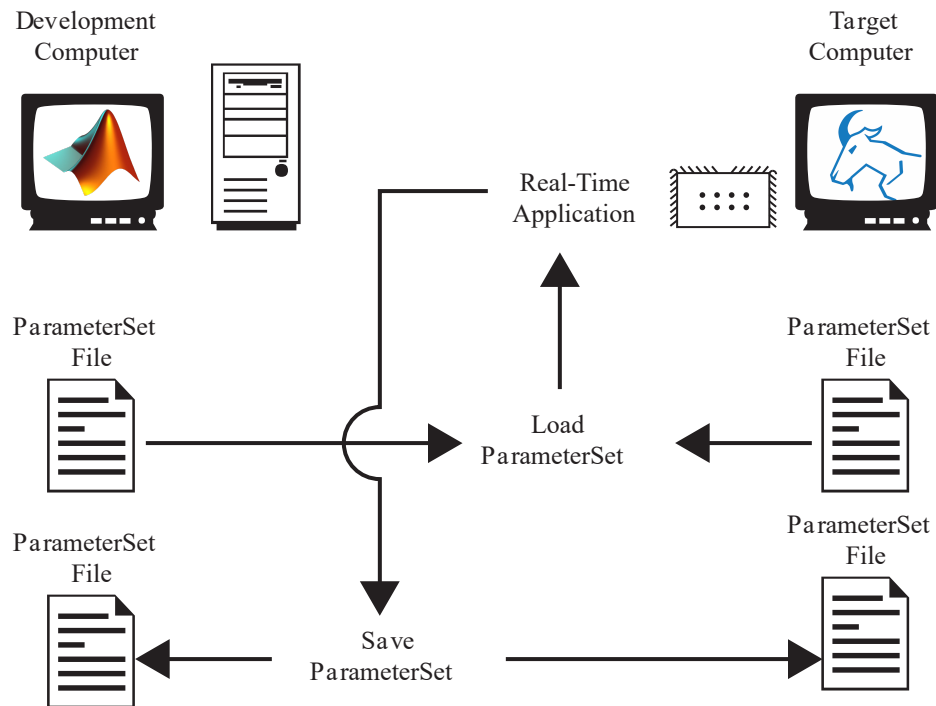 Development
Computer
Target
Computer
Real-Time
Application
ParameterSet
File
ParameterSet
File
Load
ParameterSet
ParameterSet
File
ParameterSet
File
Save
ParameterSet